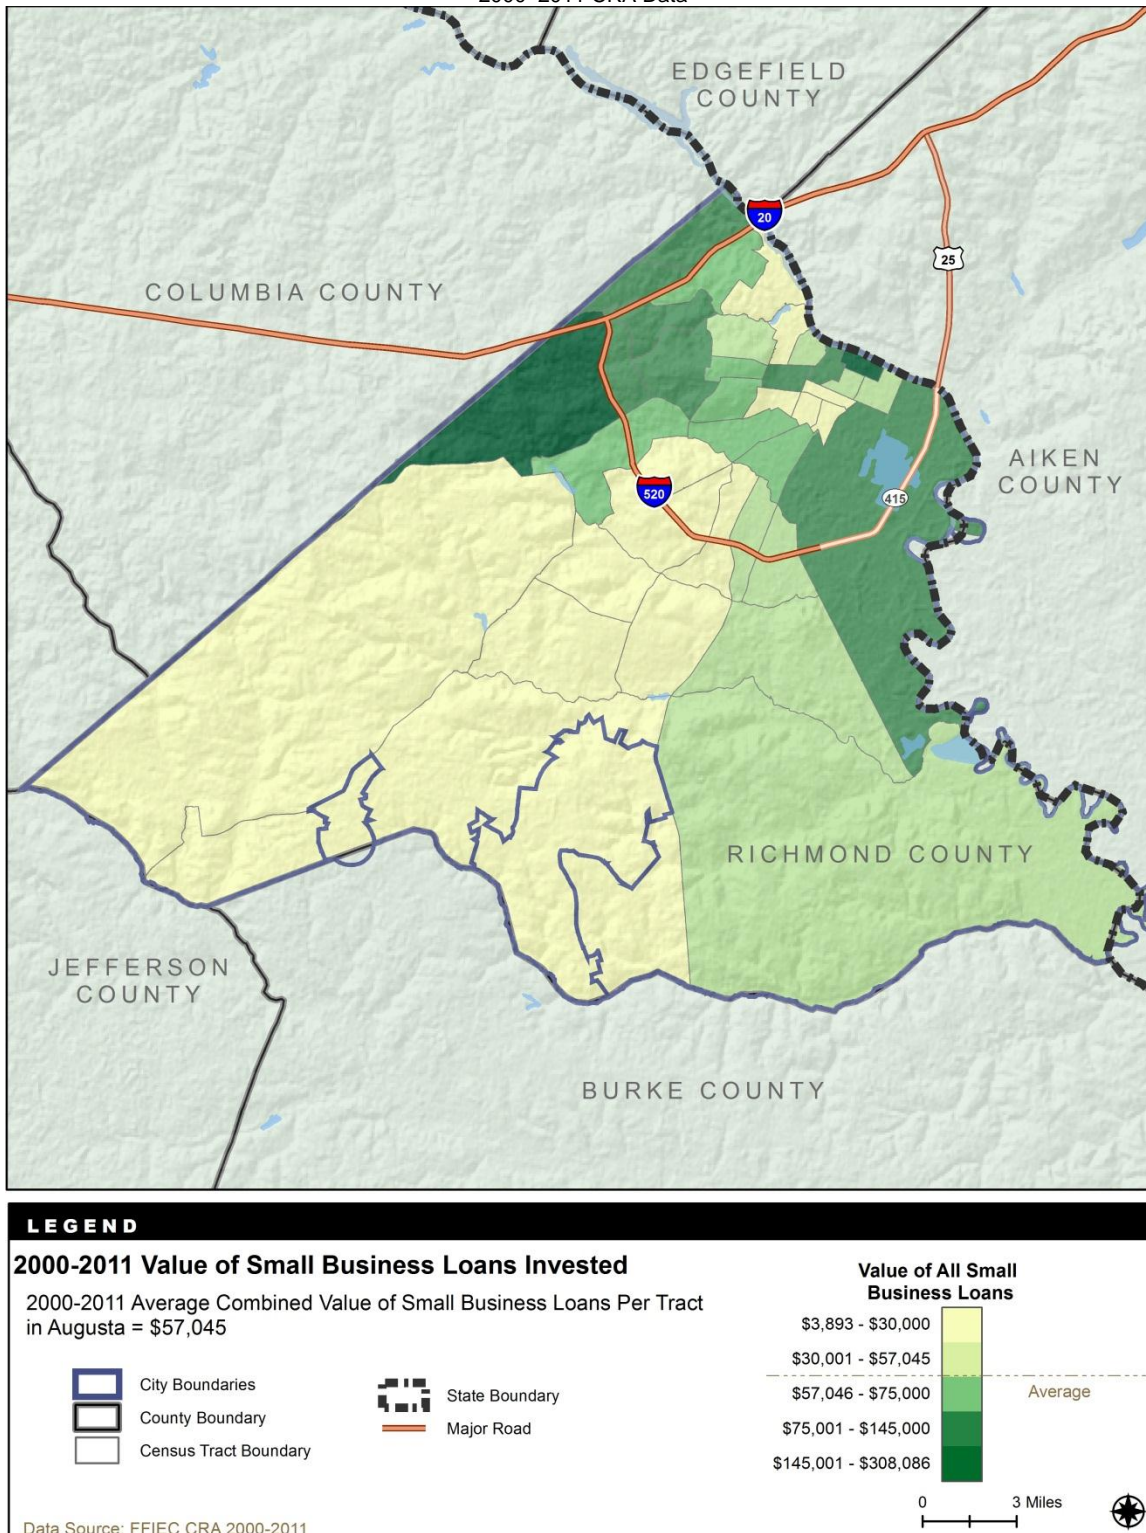 2000–2011 CRA Data
EDGEFIELD
COUNTY
20
25
COLUMBIA COUNTY
AIKEN
COUNTY
520
415
RICHMOND COUNTY
JEFFERSON
COUNTY
BURKE COUNTY
LEGEND
2000-2011 Value of Small Business Loans Invested
2000-2011 Average Combined Value of Small Business Loans Per Tract
in Augusta = $57,045
City Boundaries
County Boundary
Census Tract Boundary
State Boundary
Major Road
Value of All Small
Business Loans
$3,893 - $30,000
$30,001 - $57,045
$57,046 - $75,000
$75,001 - $145,000
$145,001 - $308,086
Average
0 3 Miles
Data Source: FFIEC CRA 2000-2011